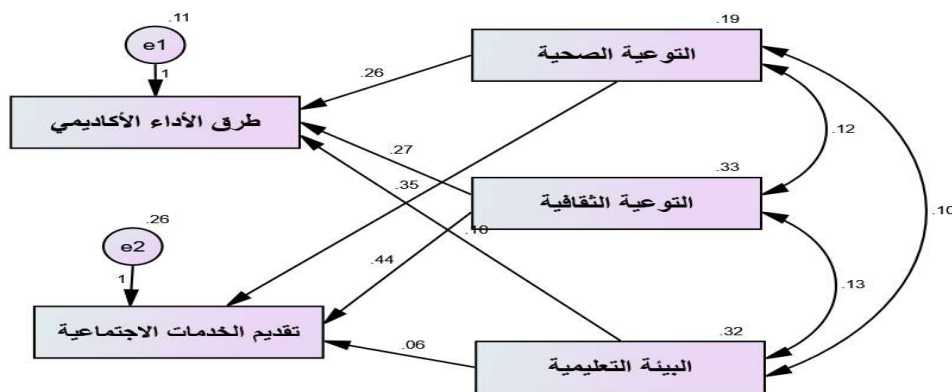 .11
e1
1
.19
التوعية الصحية
.26
طرق الأداء الأكاديمي
.12
.27
.33
.35
التوعية الثقافية
.10
.10
.26
e2
.44
.13
1
تقديم الخدمات الاجتماعية
.32
.06
البيئة التعليمية